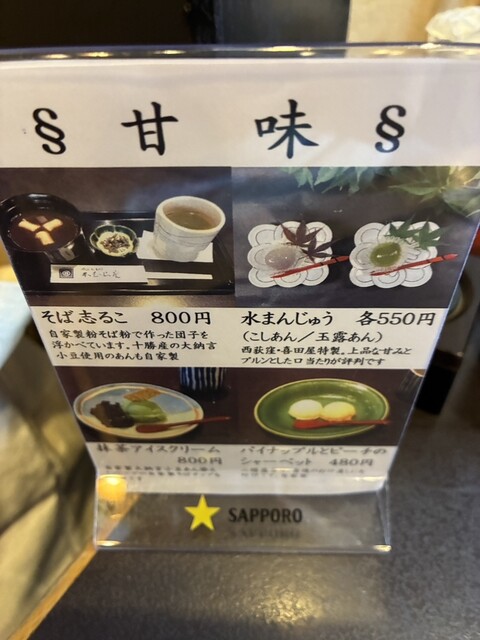 § 甘味 §
そば志るこ 800円
自家製粉そば粉で作った団子を
浮かべています。十勝産の大納言
小豆使用のあんも自家製
水まんじゅう 各550円
(こしあん/玉露あん)
西荻窪・喜田屋特製。上品な甘みと
プルンとした口当たりが評判です
抹茶アイスクリーム
800円
パイナップルとピーチの
シャーベット 480円
SAPPORO